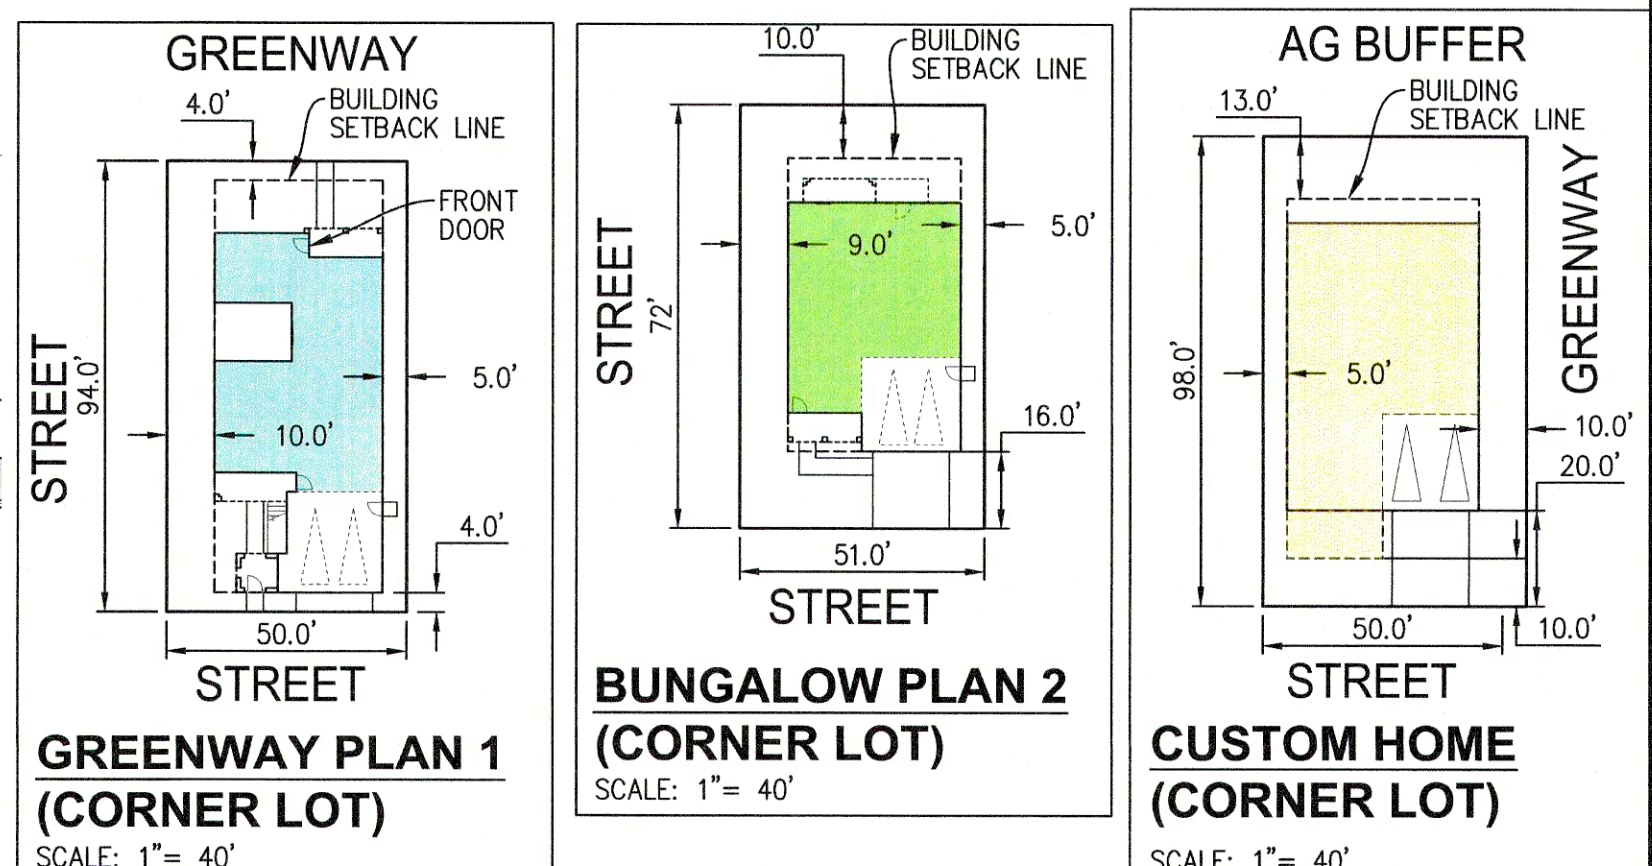 GREENWAY
4.0'
BUILDING
SETBACK LINE
FRONT
DOOR
STREET
94.0'
5.0'
10.0'
4.0'
50.0'
STREET
GREENWAY PLAN 1
(CORNER LOT)
SCALE: 1"= 40'
10.0'
BUILDING
SETBACK LINE
STREET
72'
9.0'
5.0'
16.0'
51.0'
STREET
BUNGALOW PLAN 2
(CORNER LOT)
SCALE: 1"= 40'
AG BUFFER
13.0'
BUILDING
SETBACK LINE
GREENWAY
98.0'
5.0'
10.0'
20.0'
50.0'
10.0'
STREET
CUSTOM HOME
(CORNER LOT)
SCALE: 1"= 40'